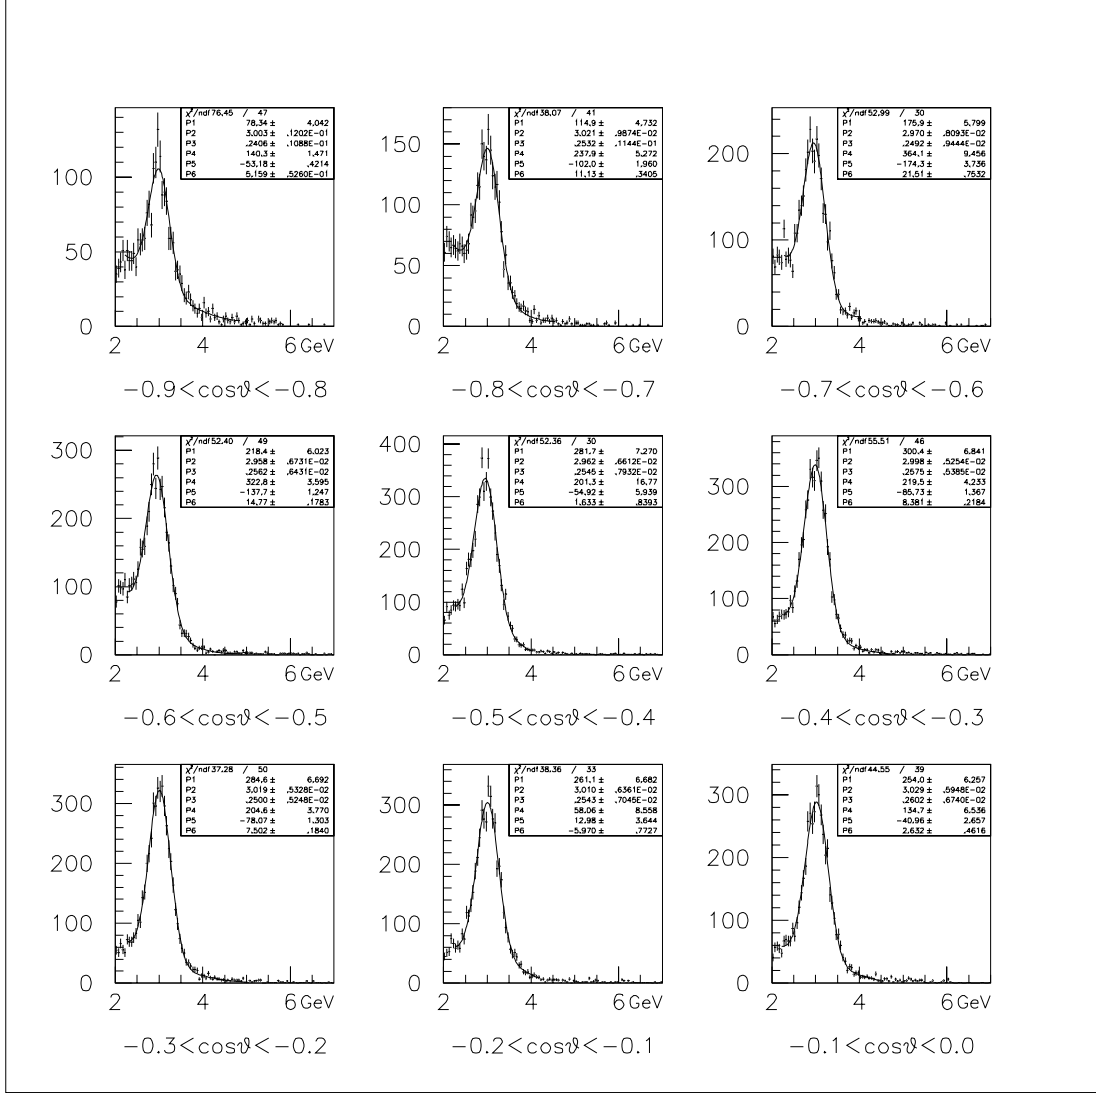 χ²/ndf 76.45 / 47
P1 78.34 ± 4.042
P2 3.003 ± .1202E-01
P3 .2406 ± .1088E-01
P4 140.3 ± 1.471
P5 -53.18 ± .4214
P6 5.159 ± .5260E-01
100
50
0
2 4 6 GeV
-0.9<cosϑ<-0.8
χ²/ndf 38.07 / 41
P1 114.9 ± 4.732
P2 3.021 ± .9874E-02
P3 .2532 ± .1144E-01
P4 237.9 ± 5.272
P5 -102.0 ± 1.960
P6 11.13 ± .3405
150
100
50
0
2 4 6 GeV
-0.8<cosϑ<-0.7
χ²/ndf 52.99 / 30
P1 175.9 ± 5.799
P2 2.970 ± .8093E-02
P3 .2492 ± .9444E-02
P4 364.1 ± 9.456
P5 -174.3 ± 3.736
P6 21.51 ± .7532
200
100
0
2 4 6 GeV
-0.7<cosϑ<-0.6
χ²/ndf 52.40 / 49
P1 218.4 ± 6.023
P2 2.958 ± .6731E-02
P3 .2562 ± .6431E-02
P4 322.8 ± 3.595
P5 -137.7 ± 1.247
P6 14.77 ± .1783
300
200
100
0
2 4 6 GeV
-0.6<cosϑ<-0.5
χ²/ndf 52.36 / 30
P1 281.7 ± 7.270
P2 2.962 ± .6612E-02
P3 .2545 ± .7932E-02
P4 201.3 ± 16.77
P5 -54.92 ± 5.939
P6 1.633 ± .8393
400
300
200
100
0
2 4 6 GeV
-0.5<cosϑ<-0.4
χ²/ndf 55.51 / 46
P1 300.4 ± 6.841
P2 2.998 ± .5254E-02
P3 .2575 ± .5385E-02
P4 219.5 ± 4.233
P5 -85.73 ± 1.367
P6 8.381 ± .2184
300
200
100
0
2 4 6 GeV
-0.4<cosϑ<-0.3
χ²/ndf 37.28 / 50
P1 284.6 ± 6.692
P2 3.019 ± .5328E-02
P3 .2500 ± .5248E-02
P4 204.6 ± 3.770
P5 -78.07 ± 1.303
P6 7.502 ± .1840
300
200
100
0
2 4 6 GeV
-0.3<cosϑ<-0.2
χ²/ndf 38.36 / 33
P1 261.1 ± 6.682
P2 3.010 ± .6361E-02
P3 .2543 ± .7045E-02
P4 58.06 ± 8.558
P5 12.98 ± 3.644
P6 -5.970 ± .7727
300
200
100
0
2 4 6 GeV
-0.2<cosϑ<-0.1
χ²/ndf 44.55 / 39
P1 254.0 ± 6.257
P2 3.029 ± .5948E-02
P3 .2602 ± .6740E-02
P4 134.7 ± 6.536
P5 -40.96 ± 2.657
P6 2.632 ± .4616
300
200
100
0
2 4 6 GeV
-0.1<cosϑ<0.0